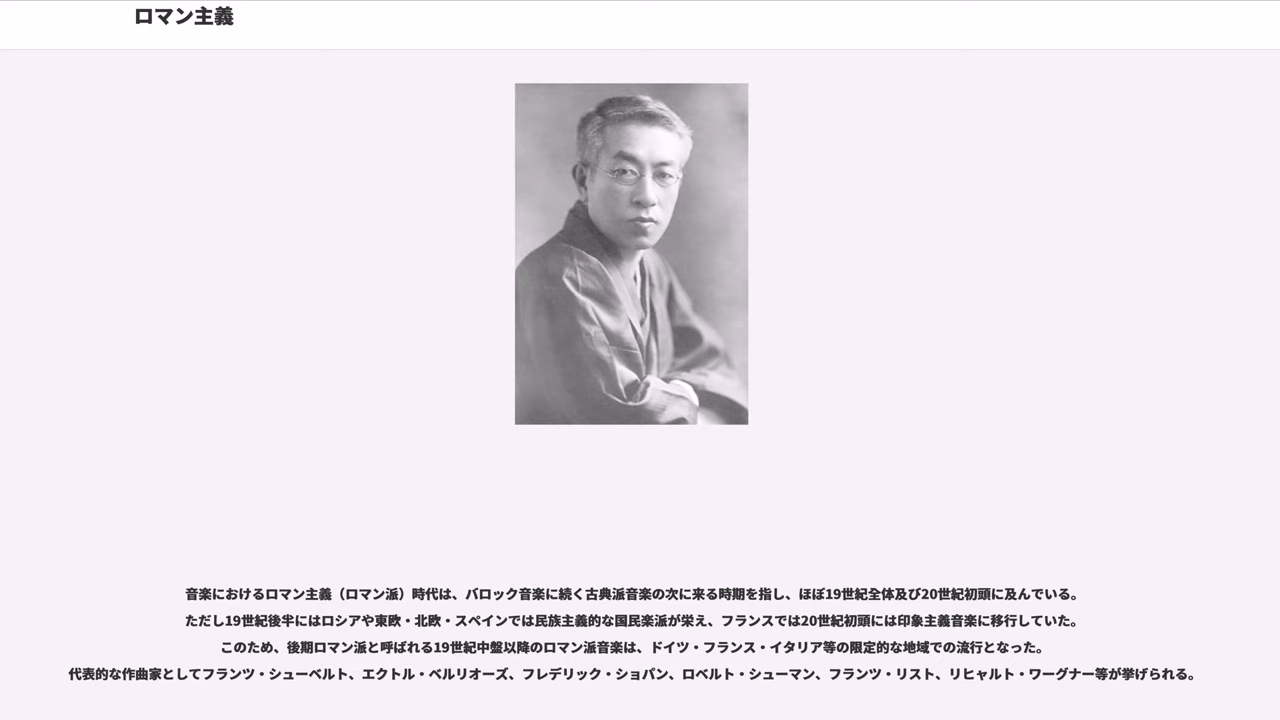 ロマン主義
音楽におけるロマン主義（ロマン派）時代は、バロック音楽に続く古典派音楽の次に来る時期を指し、ほぼ19世紀全体及び20世紀初頭に及んでいる。
ただし19世紀後半にはロシアや東欧・北欧・スペインでは民族主義的な国民楽派が栄え、フランスでは20世紀初頭には印象主義音楽に移行していた。
このため、後期ロマン派と呼ばれる19世紀中盤以降のロマン派音楽は、ドイツ・フランス・イタリア等の限定的な地域での流行となった。
代表的な作曲家としてフランツ・シューベルト、エクトル・ベルリオーズ、フレデリック・ショパン、ロベルト・シューマン、フランツ・リスト、リヒャルト・ワーグナー等が挙げられる。